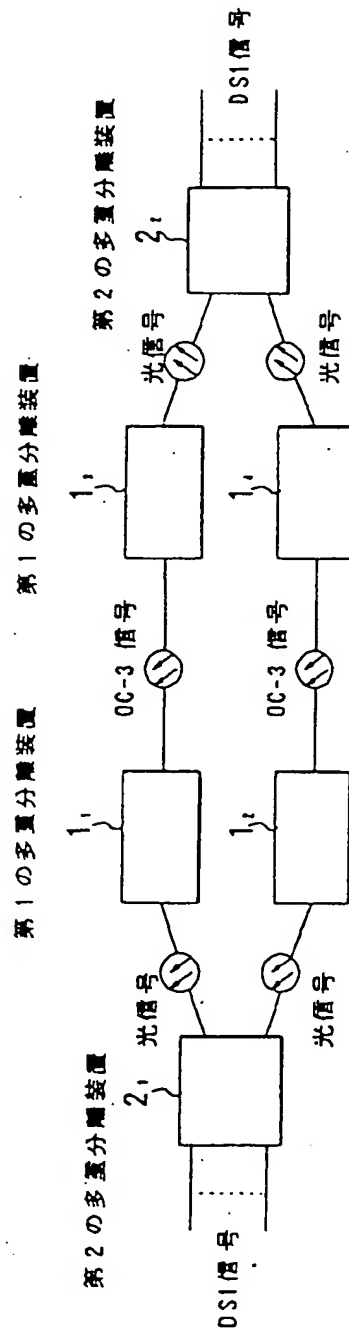 第2の多重分離装置
第1の多重分離装置
第1の多重分離装置
第2の多重分離装置
2₁
1₁
1₃
2₂
1₂
1₄
光信号
OC-3 信号
光信号
光信号
OC-3 信号
光信号
DS1信号
DS1信号